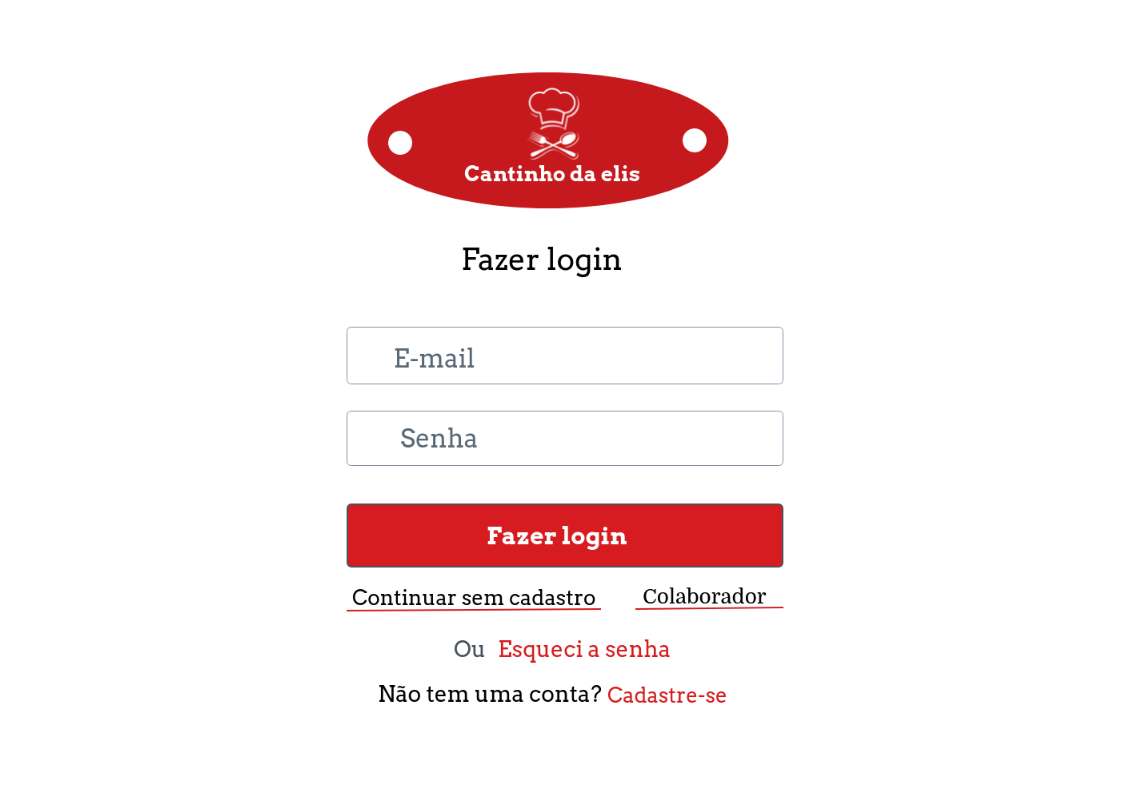 Cantinho da elis
Fazer login
E-mail
Senha
Fazer login
Continuar sem cadastro Colaborador
Ou Esqueci a senha
Não tem uma conta? Cadastre-se